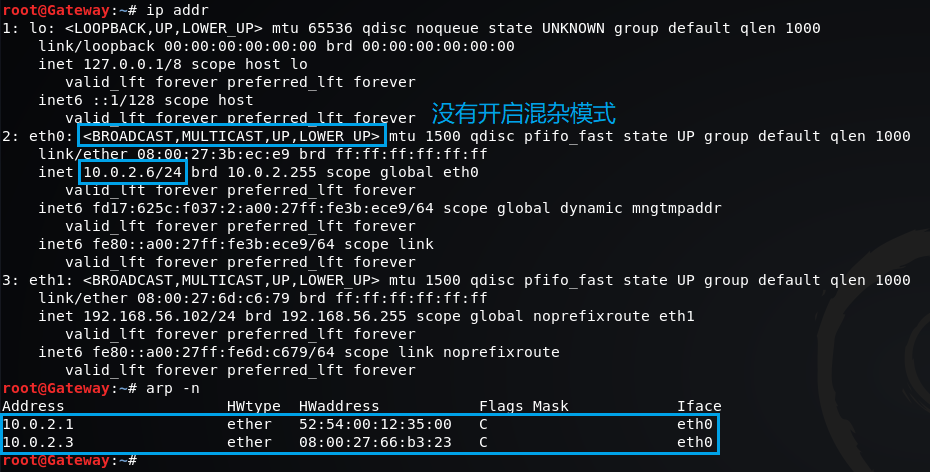 root@Gateway:~# ip addr
1: lo: <LOOPBACK,UP,LOWER_UP> mtu 65536 qdisc noqueue state UNKNOWN group default qlen 1000
link/loopback 00:00:00:00:00:00 brd 00:00:00:00:00:00
inet 127.0.0.1/8 scope host lo
valid_lft forever preferred_lft forever
inet6 ::1/128 scope host
valid_lft forever preferred_lft forever
没有开启混杂模式
2: eth0: <BROADCAST,MULTICAST,UP,LOWER_UP> mtu 1500 qdisc pfifo_fast state UP group default qlen 1000
link/ether 08:00:27:3b:ec:e9 brd ff:ff:ff:ff:ff:ff
inet 10.0.2.6/24 brd 10.0.2.255 scope global eth0
valid_lft forever preferred_lft forever
inet6 fd17:625c:f037:2:a00:27ff:fe3b:ece9/64 scope global dynamic mngtmpaddr
valid_lft forever preferred_lft forever
inet6 fe80::a00:27ff:fe3b:ece9/64 scope link
valid_lft forever preferred_lft forever
3: eth1: <BROADCAST,MULTICAST,UP,LOWER_UP> mtu 1500 qdisc pfifo_fast state UP group default qlen 1000
link/ether 08:00:27:6d:c6:79 brd ff:ff:ff:ff:ff:ff
inet 192.168.56.102/24 brd 192.168.56.255 scope global noprefixroute eth1
valid_lft forever preferred_lft forever
inet6 fe80::a00:27ff:fe6d:c679/64 scope link noprefixroute
valid_lft forever preferred_lft forever
root@Gateway:~# arp -n
Address HWtype HWaddress Flags Mask Iface
10.0.2.1 ether 52:54:00:12:35:00 C eth0
10.0.2.3 ether 08:00:27:66:b3:23 C eth0
root@Gateway:~#